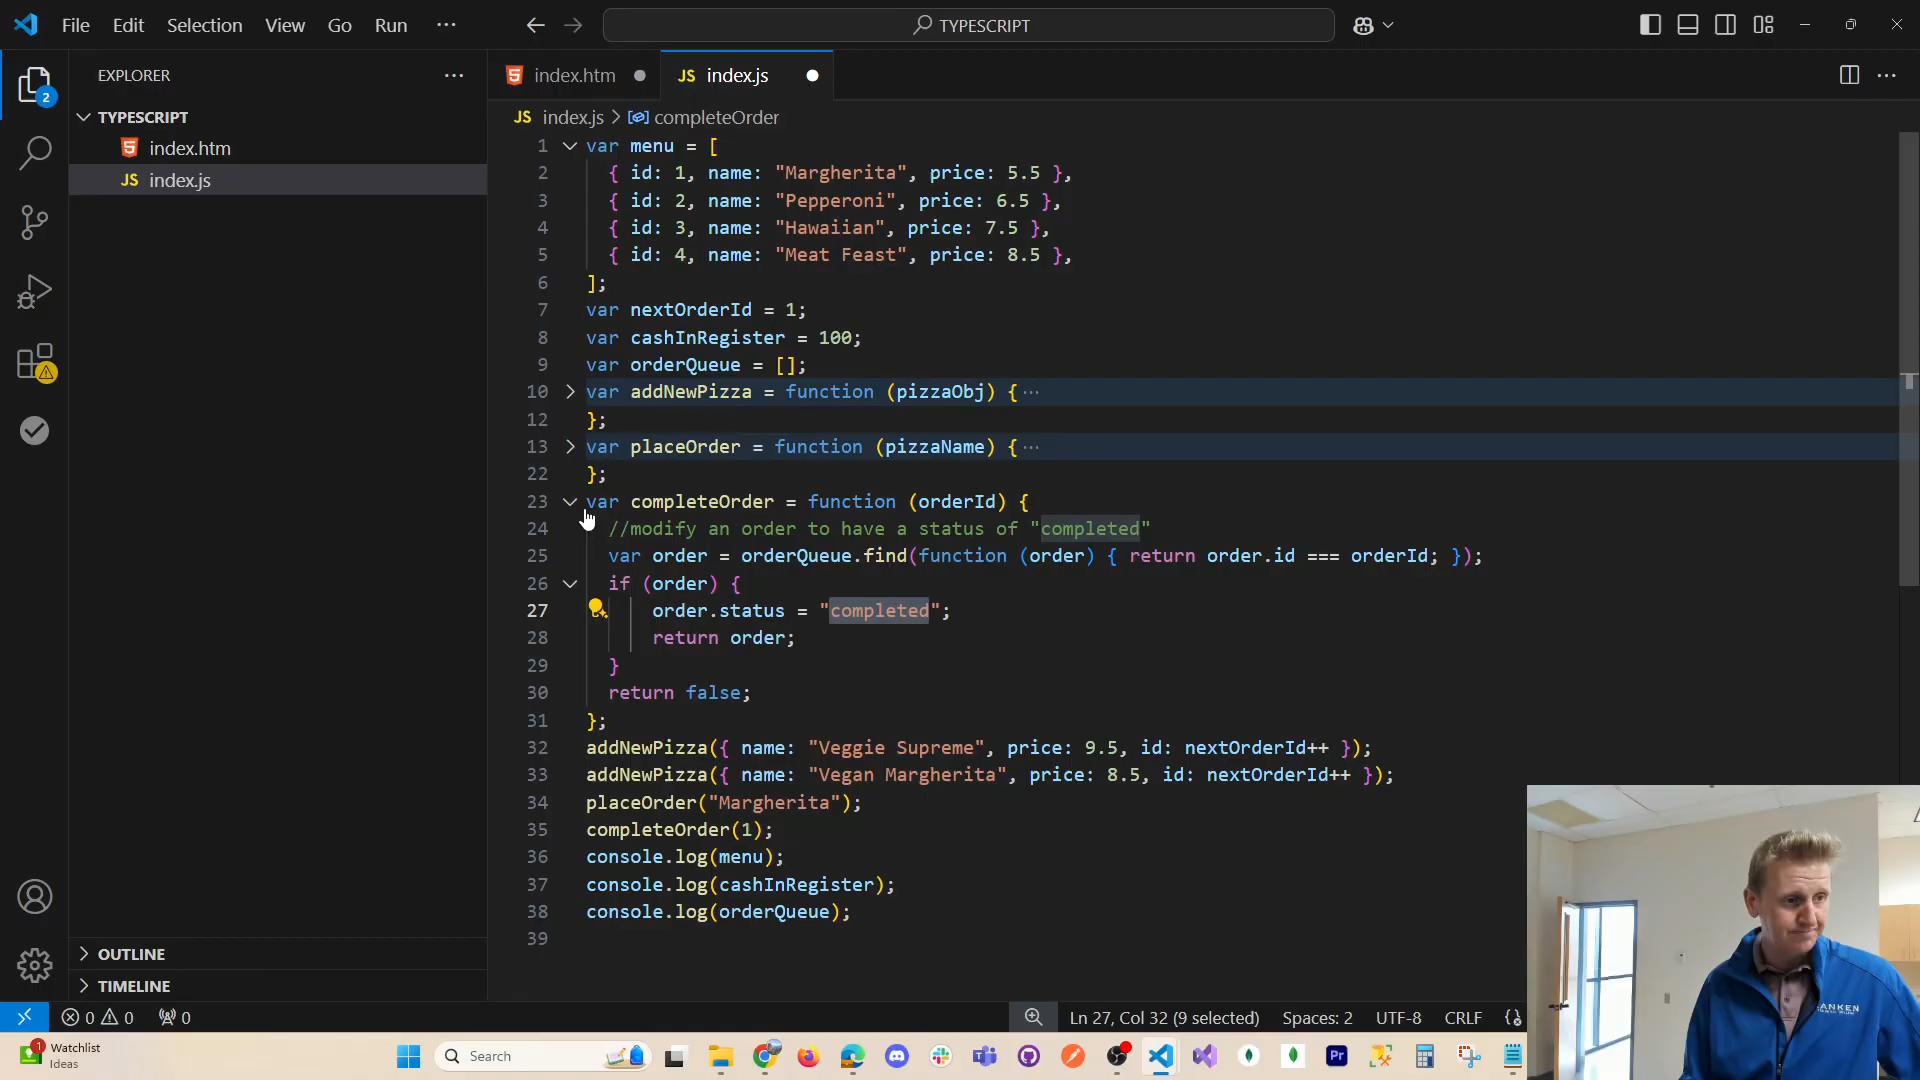 File Edit Selection View Go Run ···
TYPESCRIPT
EXPLORER
index.htm
JS index.js
TYPESCRIPT
index.htm
JS index.js
JS index.js > completeOrder
1 var menu = [
2 { id: 1, name: "Margherita", price: 5.5 },
3 { id: 2, name: "Pepperoni", price: 6.5 },
4 { id: 3, name: "Hawaiian", price: 7.5 },
5 { id: 4, name: "Meat Feast", price: 8.5 },
6 ];
7 var nextOrderId = 1;
8 var cashInRegister = 100;
9 var orderQueue = [];
10 var addNewPizza = function (pizzaObj) {···
12 };
13 var placeOrder = function (pizzaName) {···
22 };
23 var completeOrder = function (orderId) {
24 //modify an order to have a status of "completed"
25 var order = orderQueue.find(function (order) { return order.id === orderId; });
26 if (order) {
27 order.status = "completed";
28 return order;
29 }
30 return false;
31 };
32 addNewPizza({ name: "Veggie Supreme", price: 9.5, id: nextOrderId++ });
33 addNewPizza({ name: "Vegan Margherita", price: 8.5, id: nextOrderId++ });
34 placeOrder("Margherita");
35 completeOrder(1);
36 console.log(menu);
37 console.log(cashInRegister);
38 console.log(orderQueue);
39
2
OUTLINE
TIMELINE
0 0 0
Ln 27, Col 32 (9 selected) Spaces: 2 UTF-8 CRLF {}
1 Watchlist
Ideas
Search
Pr
RANKEN